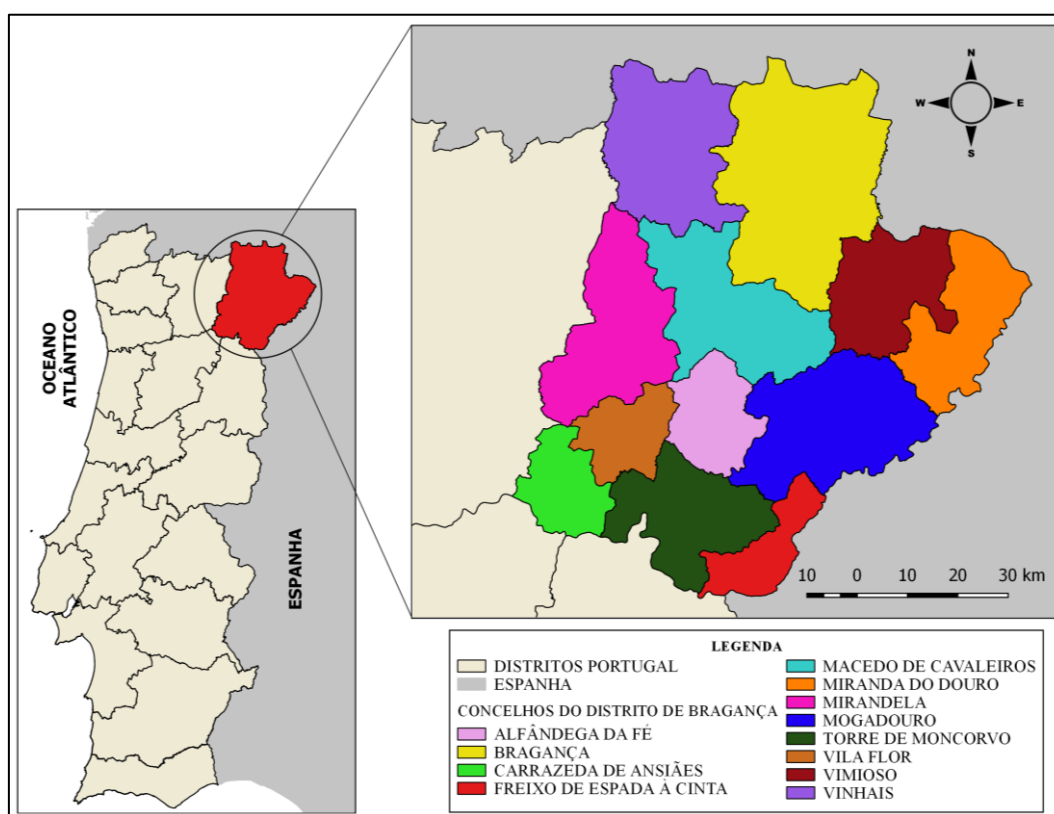 N
W
E
S
OCEANO
ATLÂNTICO
ESPANHA
10 0 10 20 30 km
LEGENDA
DISTRITOS PORTUGAL
ESPANHA
CONCELHOS DO DISTRITO DE BRAGANÇA
ALFÂNDEGA DA FÉ
BRAGANÇA
CARRAZEDA DE ANSIÃES
FREIXO DE ESPADA À CINTA
MACEDO DE CAVALEIROS
MIRANDA DO DOURO
MIRANDELA
MOGADOURO
TORRE DE MONCORVO
VILA FLOR
VIMIOSO
VINHAIS